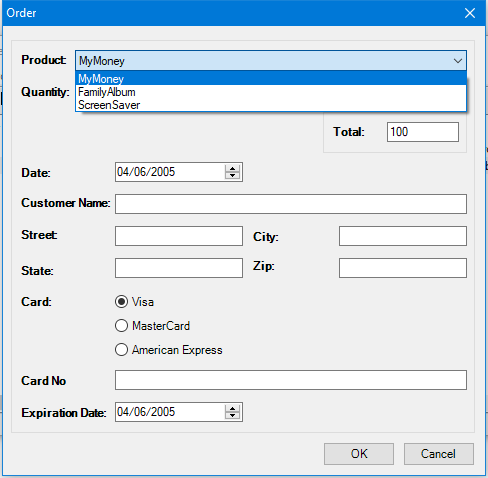 Order
Product: MyMoney
MyMoney
Quantity: FamilyAlbum
ScreenSaver
Total: 100
Date: 04/06/2005
Customer Name:
Street: City:
State: Zip:
Card: Visa
MasterCard
American Express
Card No
Expiration Date: 04/06/2005
OK Cancel